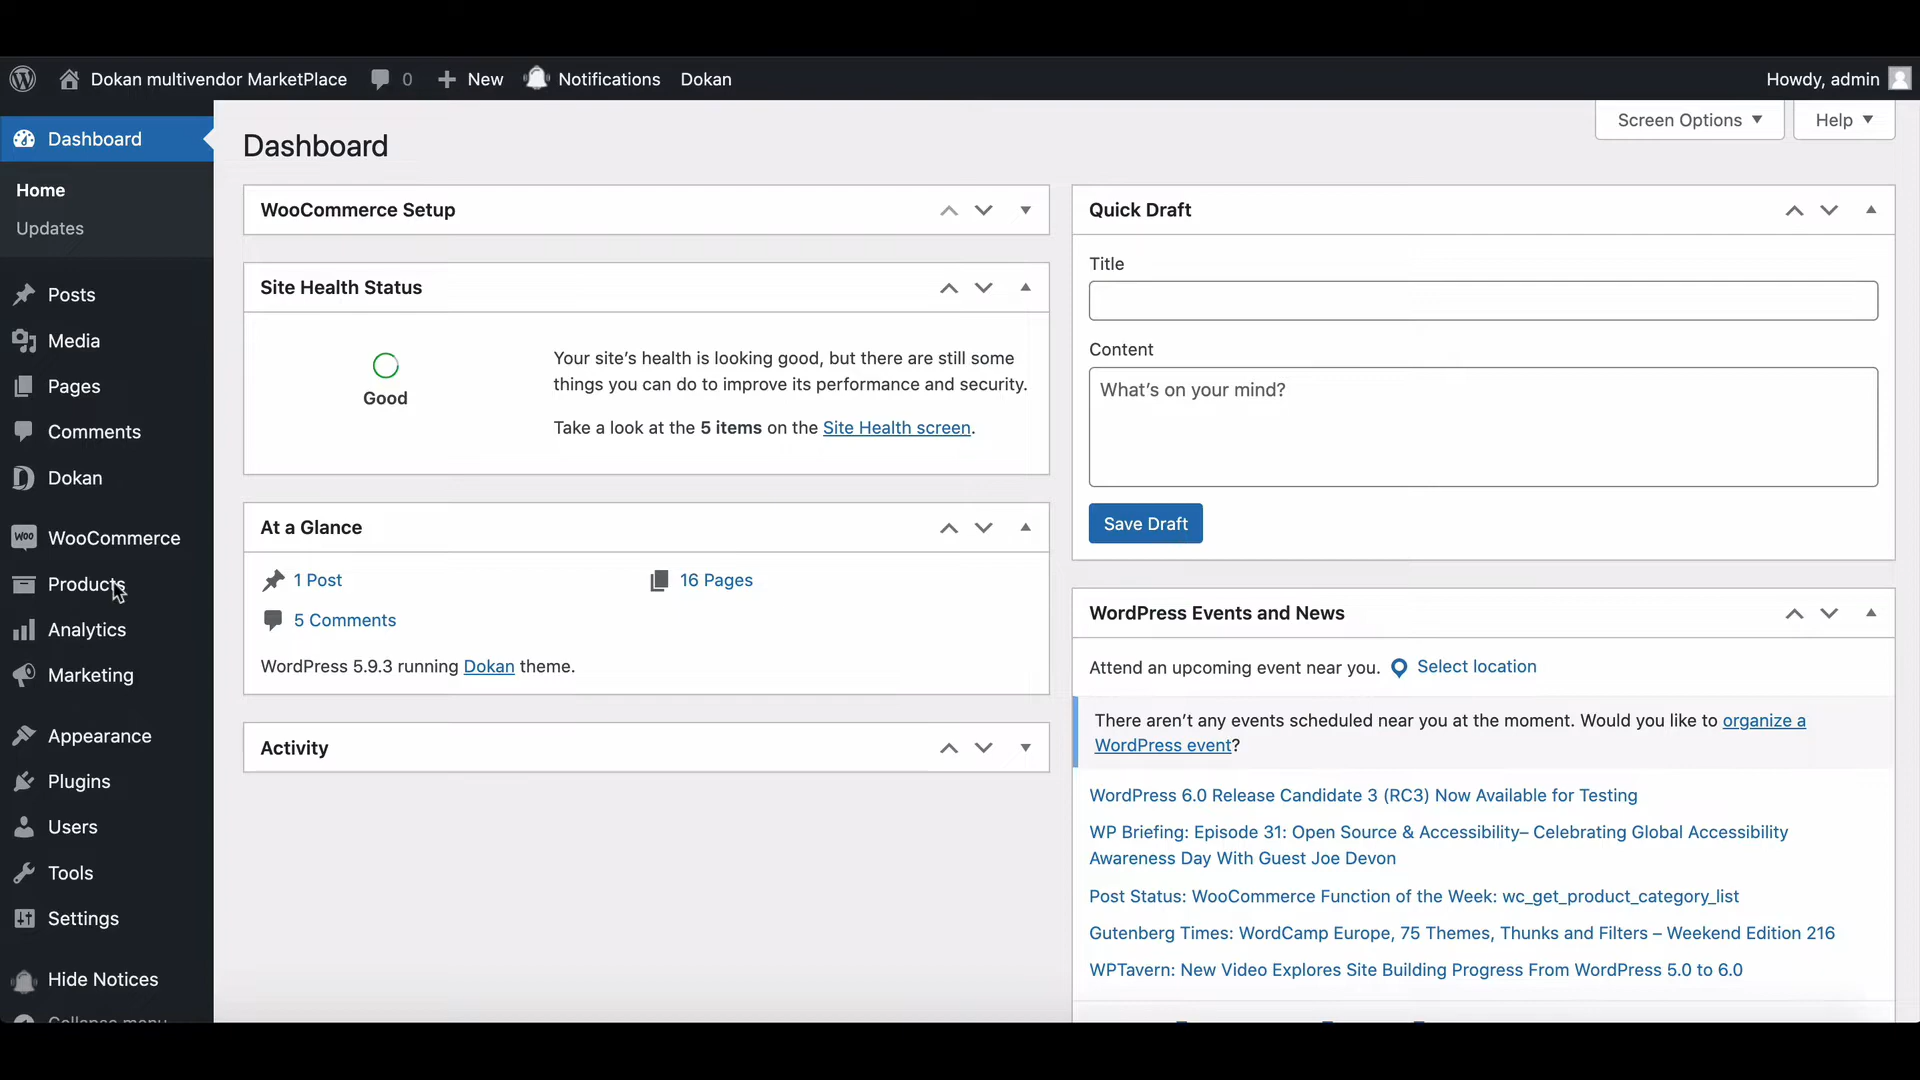 Dokan multivendor MarketPlace 0 New Notifications Dokan Howdy, admin
Screen Options Help
Dashboard
Home
Updates
Posts
Media
Pages
Comments
Dokan
WOO WooCommerce
Products
Analytics
Marketing
Appearance
Plugins
Users
Tools
Settings
Hide Notices
Collapse menu
Dashboard
WooCommerce Setup
Site Health Status
Good
Your site's health is looking good, but there are still some
things you can do to improve its performance and security.
Take a look at the 5 items on the Site Health screen.
At a Glance
1 Post 16 Pages
5 Comments
WordPress 5.9.3 running Dokan theme.
Activity
Quick Draft
Title
Content
What's on your mind?
Save Draft
WordPress Events and News
Attend an upcoming event near you. Select location
There aren't any events scheduled near you at the moment. Would you like to organize a
WordPress event?
WordPress 6.0 Release Candidate 3 (RC3) Now Available for Testing
WP Briefing: Episode 31: Open Source & Accessibility– Celebrating Global Accessibility
Awareness Day With Guest Joe Devon
Post Status: WooCommerce Function of the Week: wc_get_product_category_list
Gutenberg Times: WordCamp Europe, 75 Themes, Thunks and Filters – Weekend Edition 216
WPTavern: New Video Explores Site Building Progress From WordPress 5.0 to 6.0